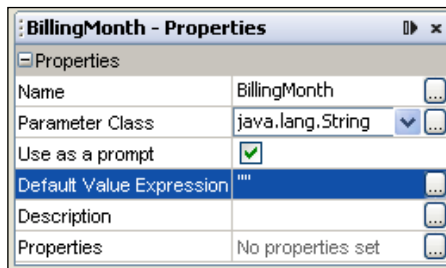 BillingMonth - Properties
Properties
Name BillingMonth ...
Parameter Class java.lang.String ...
Use as a prompt
Default Value Expression "" ...
Description ...
Properties No properties set ...